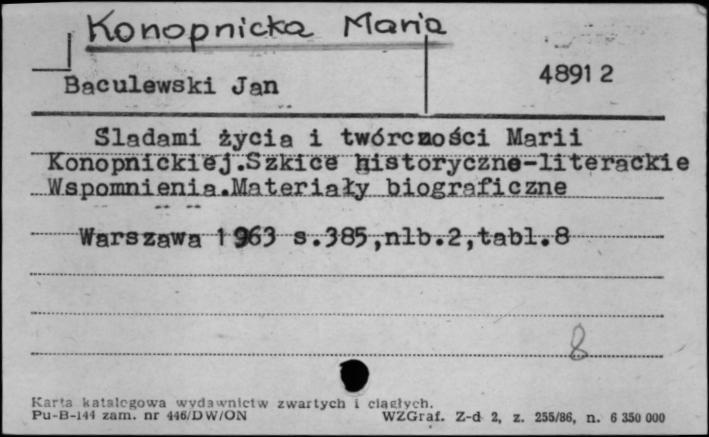 Konopnicka Maria
Baculewski Jan
48912
Sladami życia i twórczości Marii
Konopnickiej.Szkice historyczne-literackie
Wspomnienia.Materiały biograficzne
Warszawa 1963 s.385,nlb.2,tabl.8
8
Karta katalogowa wydawnictw zwartych i ciągłych.
Pu-B-144 zam. nr 446/DW/ON
WZGraf. Z-d 2, z. 255/86, n. 6 350 000